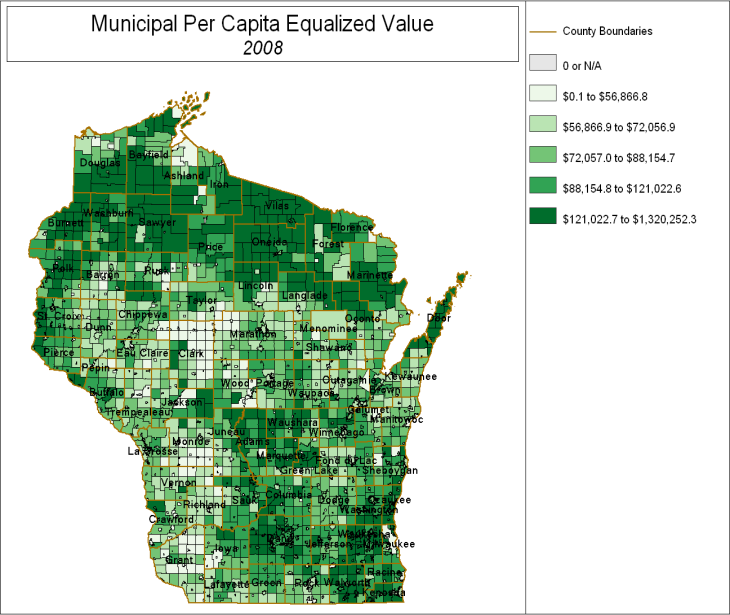 Municipal Per Capita Equalized Value
2008
County Boundaries
0 or N/A
$0.1 to $56,866.8
$56,866.9 to $72,056.9
$72,057.0 to $88,154.7
$88,154.8 to $121,022.6
$121,022.7 to $1,320,252.3
Bayfield
Douglas
Ashland
Iron
Vilas
Washburn
Burnett
Sawyer
Florence
Oneida
Forest
Price
Polk
Barron
Rusk
Marinette
Lincoln
Langlade
Taylor
St. Croix
Chippewa
Oconto
Door
Dunn
Menominee
Marathon
Shawano
Pierce
Eau Claire
Clark
Pepin
Kewaunee
Outagamie
Wood
Portage
Brown
Buffalo
Waupaca
Jackson
Trempealeau
Calumet
Manitowoc
Waushara
Juneau
Winnebago
Monroe
Adams
La Crosse
Marquette
Fond du Lac
Green Lake
Sheboygan
Vernon
Columbia
Sauk
Dodge
Ozaukee
Richland
Washington
Crawford
Waukesha
Dane
Jefferson
Milwaukee
Iowa
Grant
Racine
Lafayette
Green
Rock
Walworth
Kenosha